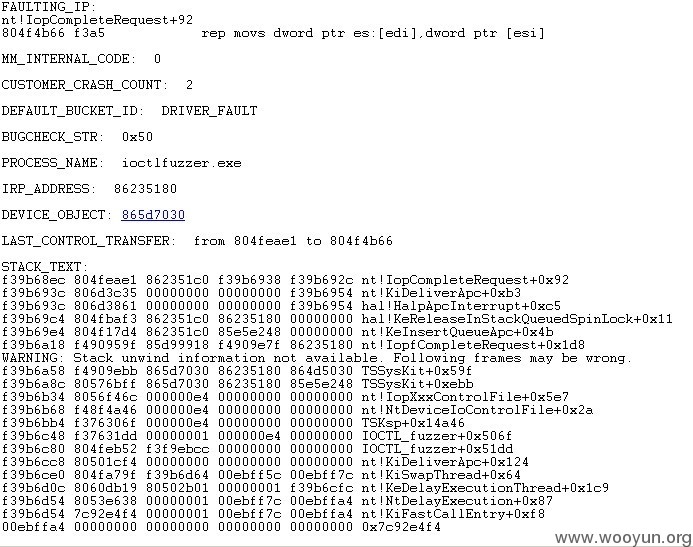 FAULTING_IP:
nt!IopCompleteRequest+92
804f4b66 f3a5 rep movs dword ptr es:[edi],dword ptr [esi]
MM_INTERNAL_CODE: 0
CUSTOMER_CRASH_COUNT: 2
DEFAULT_BUCKET_ID: DRIVER_FAULT
BUGCHECK_STR: 0x50
PROCESS_NAME: ioctlfuzzer.exe
IRP_ADDRESS: 86235180
DEVICE_OBJECT: 865d7030
LAST_CONTROL_TRANSFER: from 804feae1 to 804f4b66
STACK_TEXT:
f39b68ec 804feae1 862351c0 f39b6938 f39b692c nt!IopCompleteRequest+0x92
f39b693c 806d3c35 00000000 00000000 f39b6954 nt!KiDeliverApc+0xb3
f39b693c 806d3861 00000000 00000000 f39b6954 hal!HalpApcInterrupt+0xc5
f39b69c4 804fbaf3 862351c0 86235180 00000000 hal!KeReleaseInStackQueuedSpinLock+0x11
f39b69e4 804f17d4 862351c0 85e5e248 00000000 nt!KeInsertQueueApc+0x4b
f39b6a18 f490959f 85d99918 f4909e7f 86235180 nt!IopfCompleteRequest+0x1d8
WARNING: Stack unwind information not available. Following frames may be wrong.
f39b6a58 f4909ebb 865d7030 86235180 864d5030 TSSysKit+0x59f
f39b6a8c 80576bff 865d7030 86235180 85e5e248 TSSysKit+0xebb
f39b6b34 8056f46c 000000e4 00000000 00000000 nt!IopXxxControlFile+0x5e7
f39b6b68 f48f4a46 000000e4 00000000 00000000 nt!NtDeviceIoControlFile+0x2a
f39b6bb4 f376306f 000000e4 00000000 00000000 TSKsp+0x14a46
f39b6c48 f37631dd 00000001 000000e4 00000000 IOCTL_fuzzer+0x506f
f39b6c80 804feb52 f3f9ebcc 00000000 00000000 IOCTL_fuzzer+0x51dd
f39b6cc8 80501cf4 00000000 00000000 00000000 nt!KiDeliverApc+0x124
f39b6ce0 804fa79f f39b6d64 00ebff5c 00ebff7c nt!KiSwapThread+0x64
f39b6d0c 8060db19 80502b01 00000001 f39b6cfc nt!KeDelayExecutionThread+0x1c9
f39b6d54 8053e638 00000001 00ebff7c 00ebffa4 nt!NtDelayExecution+0x87
f39b6d54 7c92e4f4 00000001 00ebff7c 00ebffa4 nt!KiFastCallEntry+0xf8
00ebffa4 00000000 00000000 00000000 00000000 0x7c92e4f4
www.wooyun.org